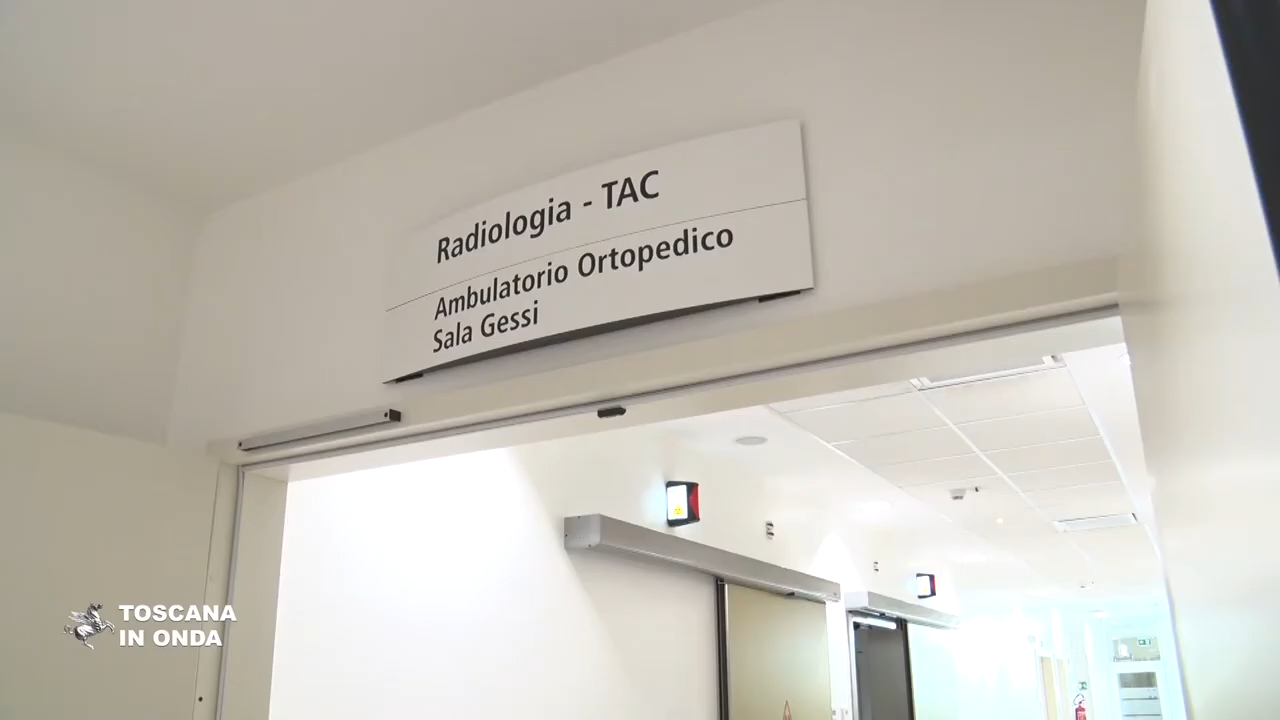 Radiologia - TAC
Ambulatorio Ortopedico
Sala Gessi
TOSCANA
IN ONDA